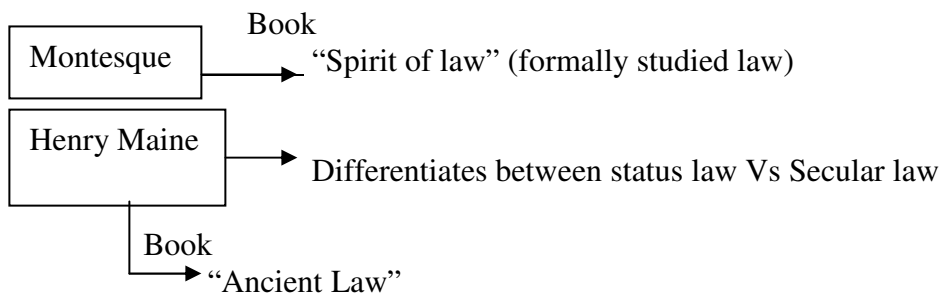 Book
Montesque
“Spirit of law” (formally studied law)
Henry Maine
Differentiates between status law Vs Secular law
Book
“Ancient Law”